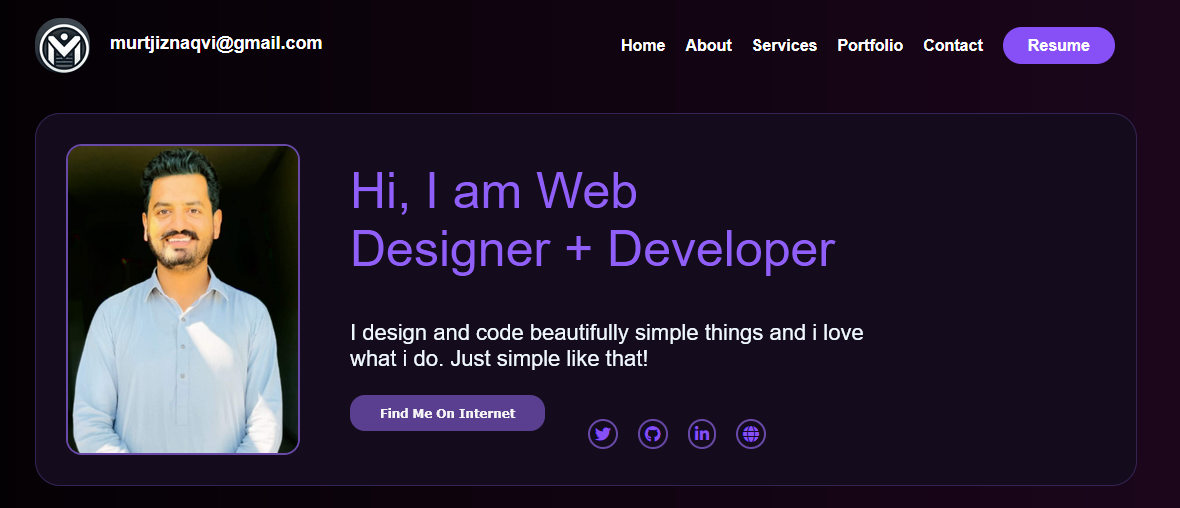 murtjiznaqvi@gmail.com
Home About Services Portfolio Contact Resume
Hi, I am Web
Designer + Developer
I design and code beautifully simple things and i love
what i do. Just simple like that!
Find Me On Internet